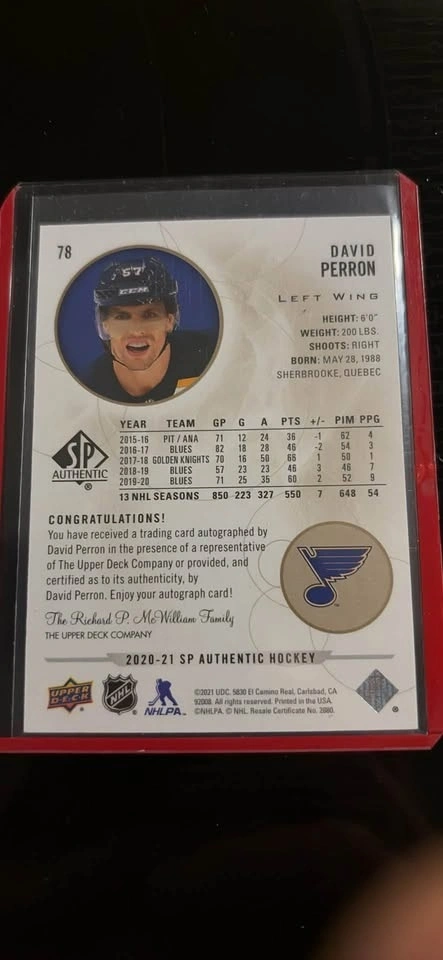 78
DAVID
PERRON
LEFT WING
HEIGHT: 6'0"
WEIGHT: 200 LBS.
SHOOTS: RIGHT
BORN: MAY 28, 1988
SHERBROOKE, QUEBEC
57
CCM
YEAR TEAM GP G A PTS +/- PIM PPG
2015-16 PIT / ANA 71 12 24 36 -1 62 4
2016-17 BLUES 82 18 28 46 -2 54 3
2017-18 GOLDEN KNIGHTS 70 16 50 66 1 50 1
2018-19 BLUES 57 23 23 46 3 46 7
2019-20 BLUES 71 25 35 60 2 52 9
13 NHL SEASONS 850 223 327 550 7 648 54
SP
AUTHENTIC
®
CONGRATULATIONS!
You have received a trading card autographed by
David Perron in the presence of a representative
of The Upper Deck Company or provided, and
certified as to its authenticity, by
David Perron. Enjoy your autograph card!
The Richard P. McWilliam Family
THE UPPER DECK COMPANY
TM
2020-21 SP AUTHENTIC HOCKEY
UPPER
DECK
®
NHL
NHLPA
©2021 UDC. 5830 El Camino Real, Carlsbad, CA
92008. All rights reserved. Printed in the USA.
©NHLPA. © NHL. Resale Certificate No. 2080.
®